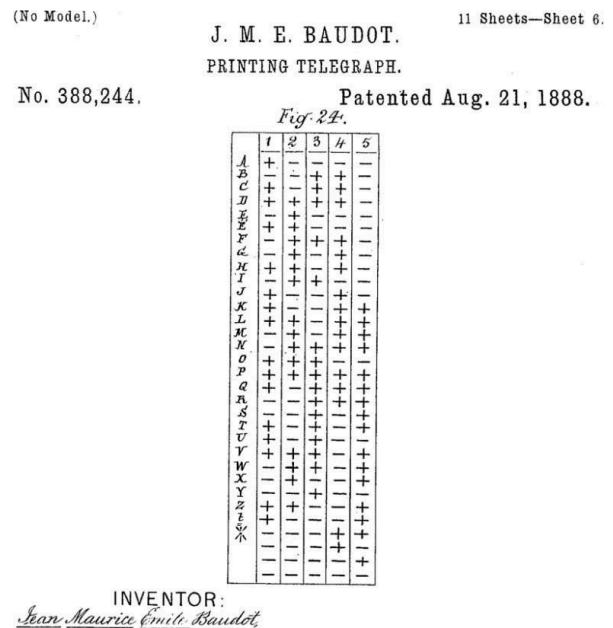 (No Model.)
11 Sheets—Sheet 6.
J. M. E. BAUDOT.
PRINTING TELEGRAPH.
No. 388,244.
Patented Aug. 21, 1888.
Fig. 24.
1 2 3 4 5
A + − − − −
B − − + + −
C + − + + −
D + + + + −
E − + − − −
É + + − − −
F − + + + −
G − + − + −
H + + − + −
I − + + − −
J + − − + −
K + − − + +
L + + − + +
M − + − + +
N − + + + +
O + + + − −
P + + + + +
Q + − + + +
R − − + + +
S − − + − +
T + − + − +
U + − + − −
V + + + − +
W − + + − +
X − + − − +
Y − − + − −
Z + + − − +
t + − − − +
− − − + +
− − − + −
− − − − +
− − − − −
INVENTOR:
Jean Maurice Émile Baudot,